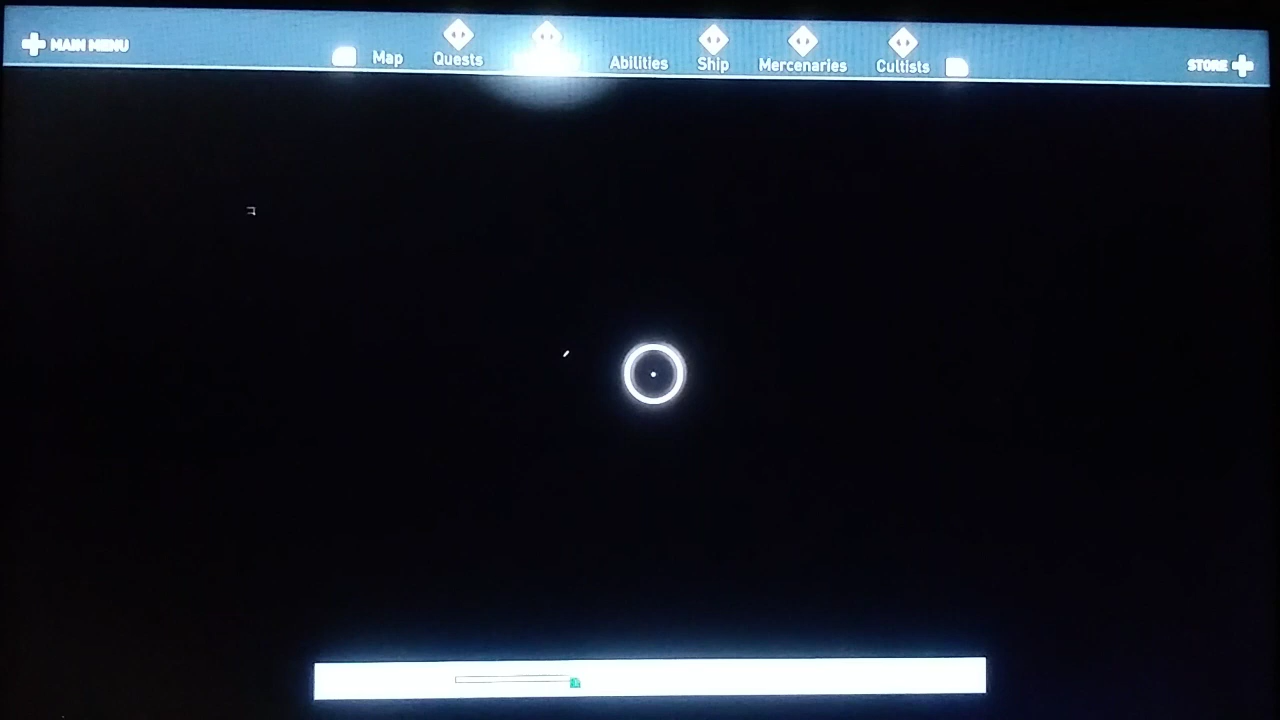 MAIN MENU
Map
Quests
Abilities
Ship
Mercenaries
Cultists
STORE